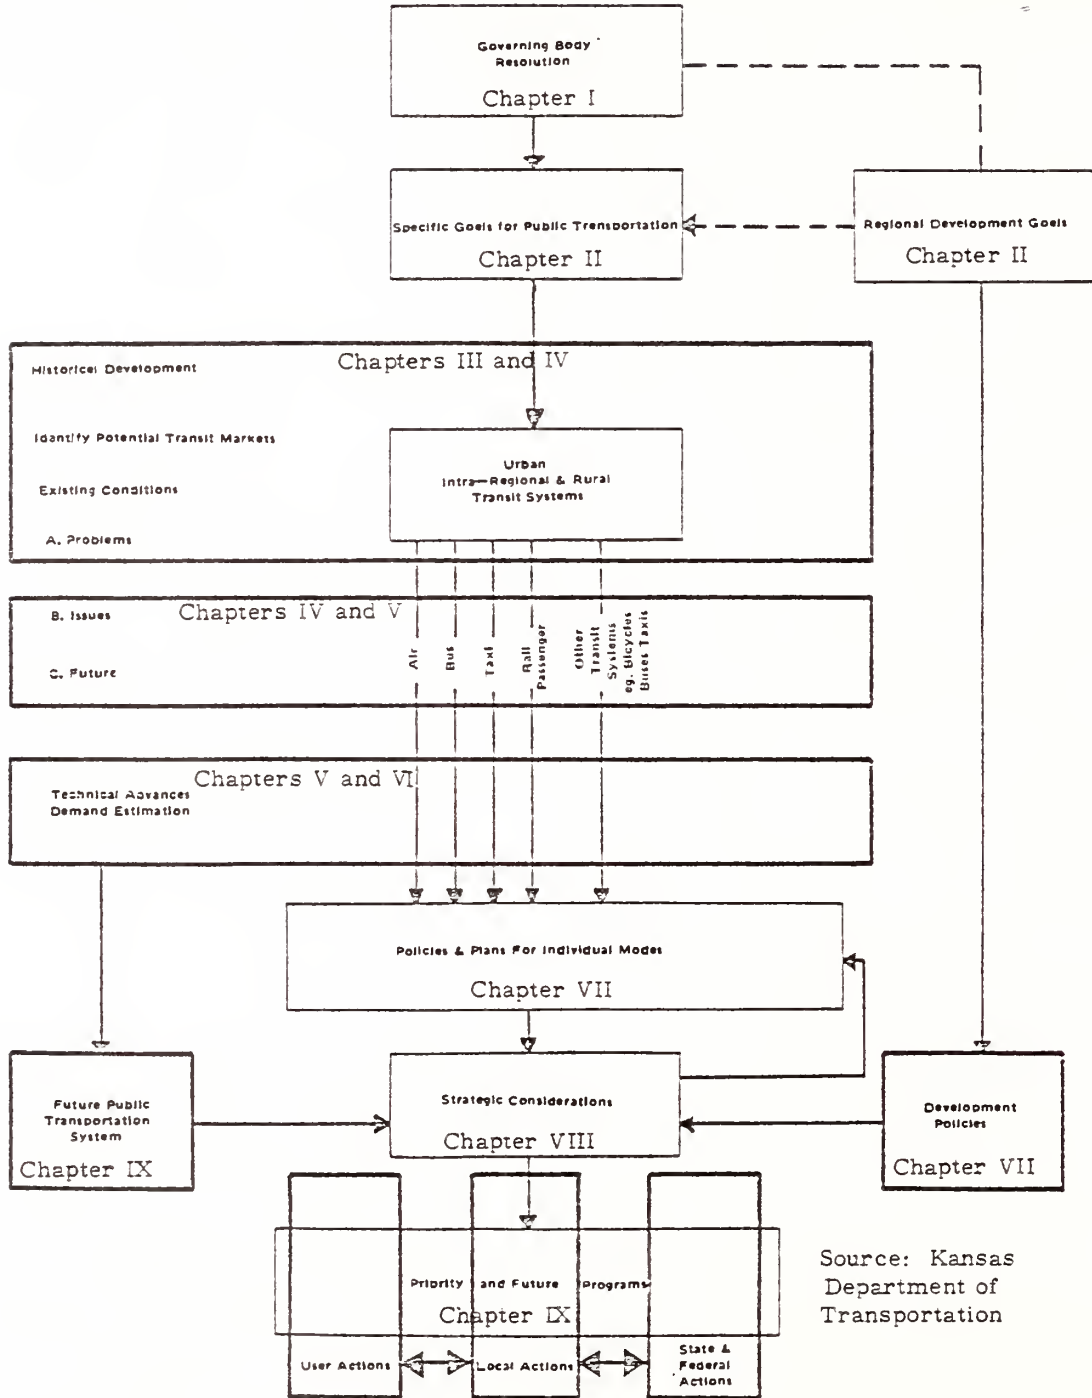 Governing Body
Resolution
Chapter I
Specific Goals for Public Transportation
Chapter II
Regional Development Goals
Chapter II
Chapters III and IV
Historical Development
Identify Potential Transit Markets
Existing Conditions
A. Problems
Urban
Intra-Regional & Rural
Transit Systems
B. Issues
Chapters IV and V
C. Future
Air
Bus
Taxi
Rail
Passenger
Other
Transit
Systems
eg. Bicycles
Buses Taxis
Chapters V and VI
Technical Advances
Demand Estimation
Policies & Plans For Individual Modes
Chapter VII
Future Public
Transportation
System
Chapter IX
Strategic Considerations
Chapter VIII
Development
Policies
Chapter VII
Priority and Future Programs
Chapter IX
User Actions
Local Actions
State &
Federal
Actions
Source: Kansas
Department of
Transportation